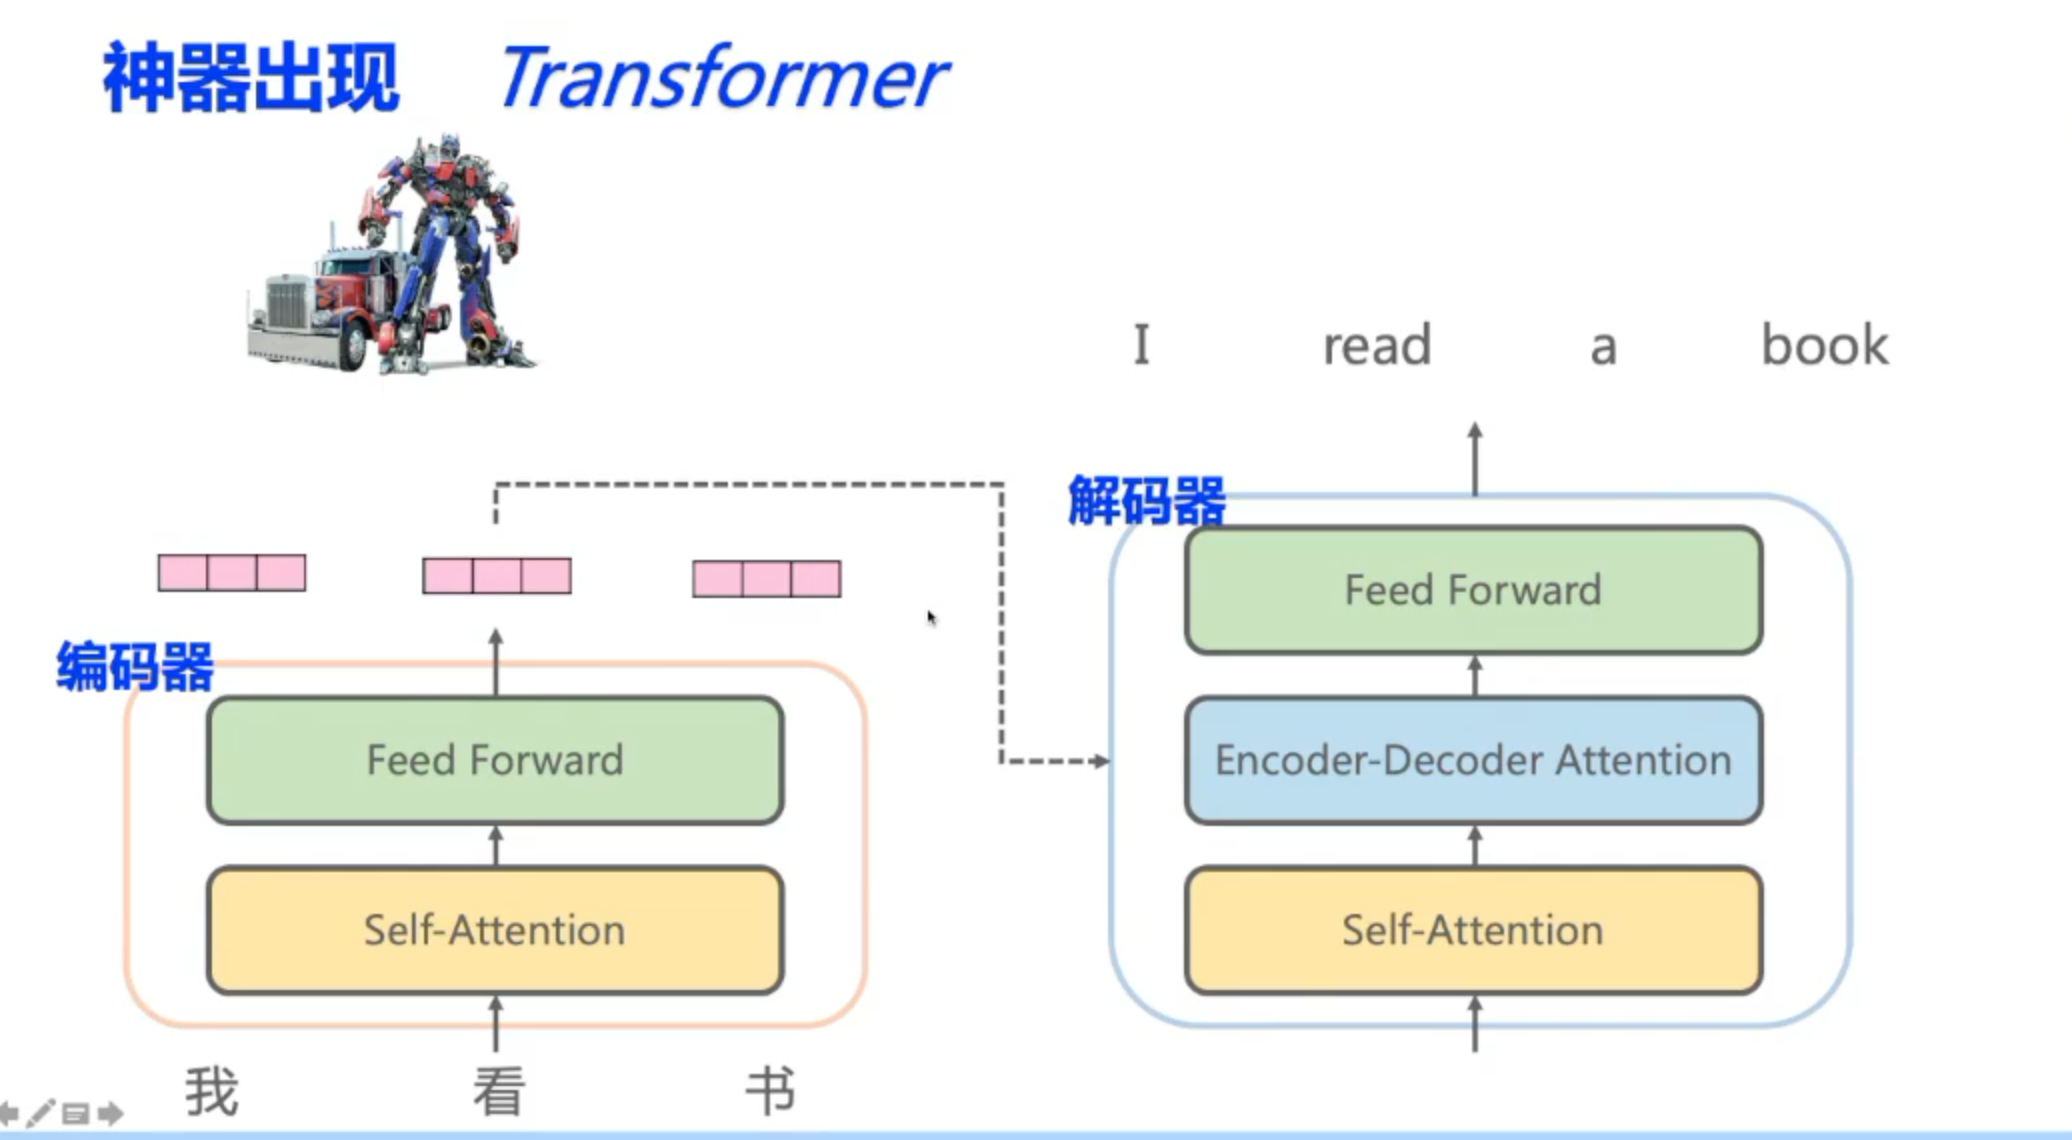 神器出现 Transformer
I read a book
解码器
Feed Forward
Encoder-Decoder Attention
Self-Attention
编码器
Feed Forward
Self-Attention
我 看 书